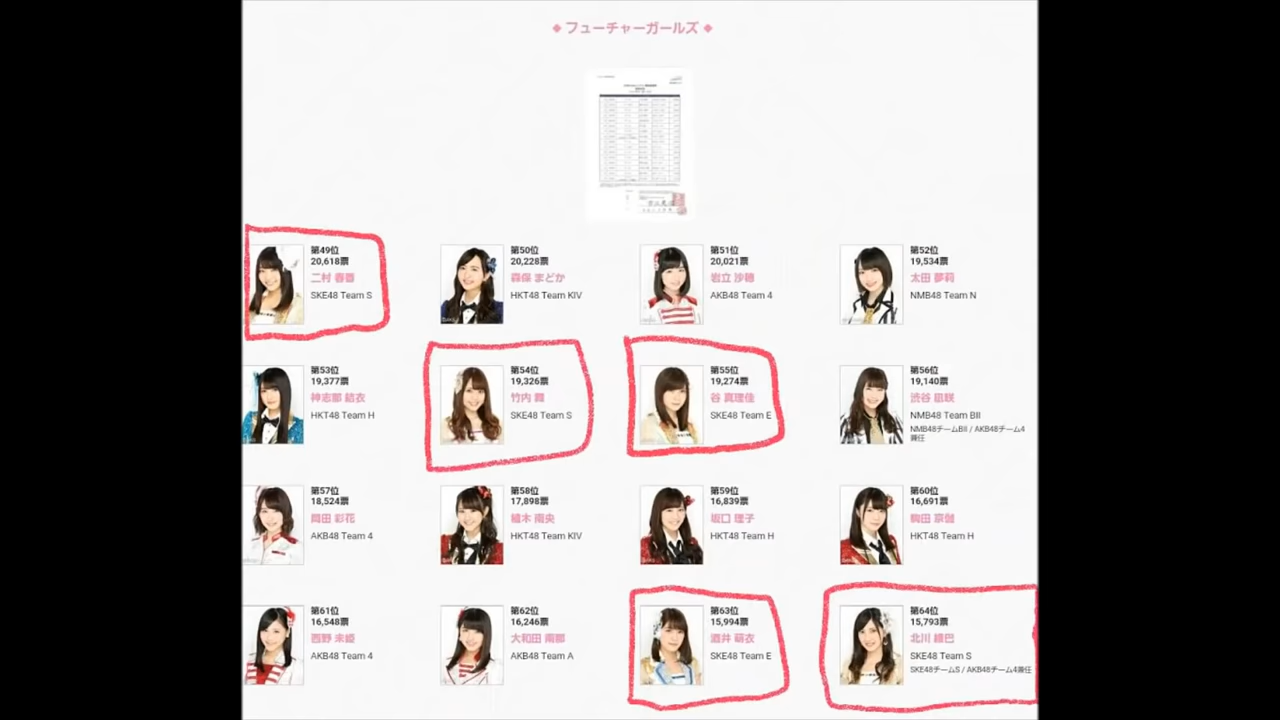 ◆ フューチャーガールズ ◆
第49位
20,618票
二村 春香
SKE48 Team S
第50位
20,228票
森保 まどか
HKT48 Team KIV
第51位
20,021票
岩立 沙穂
AKB48 Team 4
第52位
19,534票
太田 夢莉
NMB48 Team N
第53位
19,377票
神志那 結衣
HKT48 Team H
第54位
19,326票
竹内 舞
SKE48 Team S
第55位
19,274票
谷 真理佳
SKE48 Team E
第56位
19,140票
渋谷 凪咲
NMB48 Team BII
NMB48チームBII / AKB48チーム4
兼任
第57位
18,524票
岡田 彩花
AKB48 Team 4
第58位
17,898票
植木 南央
HKT48 Team KIV
第59位
16,839票
坂口 理子
HKT48 Team H
第60位
16,691票
駒田 京伽
HKT48 Team H
第61位
16,548票
西野 未姫
AKB48 Team 4
第62位
16,246票
大和田 南那
AKB48 Team A
第63位
15,994票
酒井 萌衣
SKE48 Team E
第64位
15,793票
北川 綾巴
SKE48 Team S
SKE48チームS / AKB48チーム4兼任